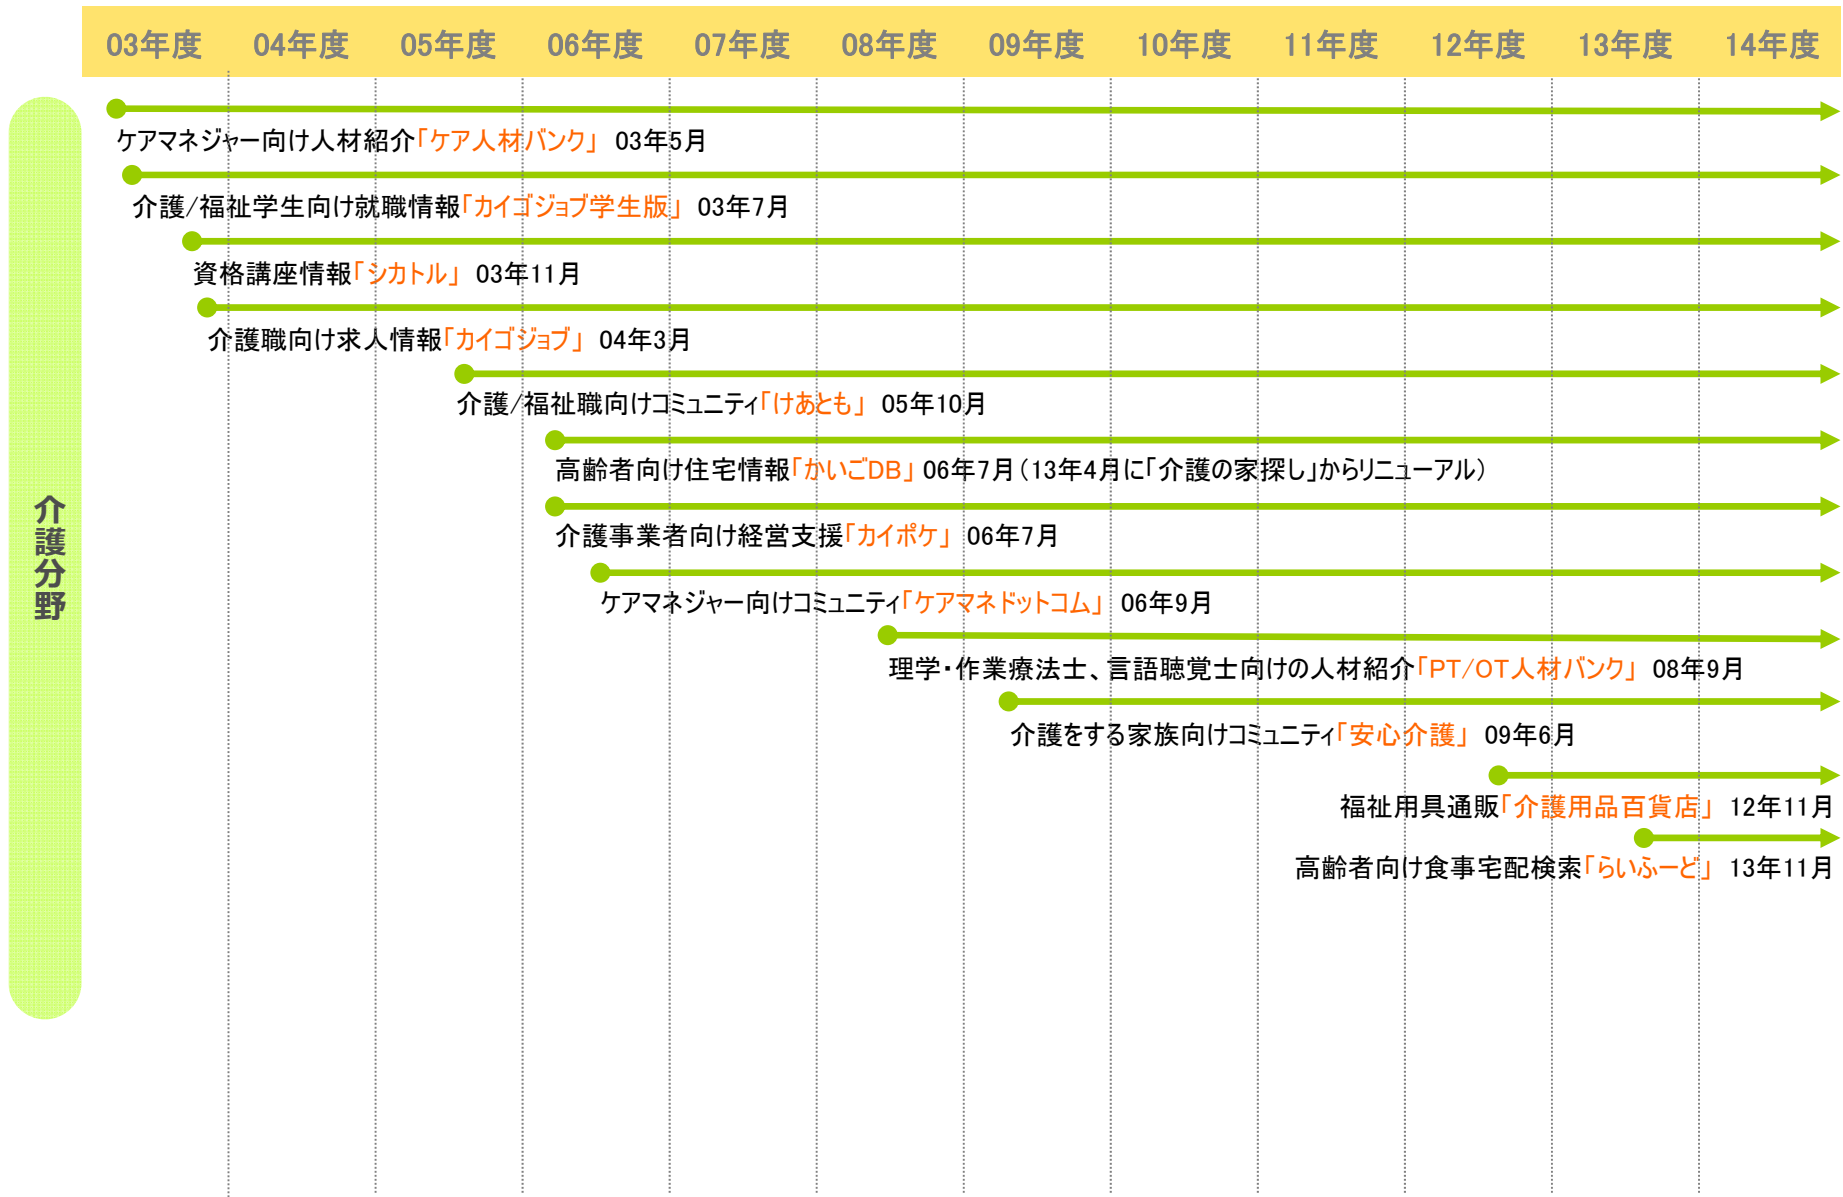 03年度 04年度 05年度 06年度 07年度 08年度 09年度 10年度 11年度 12年度 13年度 14年度
介護分野
ケアマネジャー向け人材紹介「ケア人材バンク」 03年5月
介護/福祉学生向け就職情報「カイゴジョブ学生版」 03年7月
資格講座情報「シカトル」 03年11月
介護職向け求人情報「カイゴジョブ」 04年3月
介護/福祉職向けコミュニティ「けあとも」 05年10月
高齢者向け住宅情報「かいごDB」 06年7月（13年4月に「介護の家探し」からリニューアル）
介護事業者向け経営支援「カイポケ」 06年7月
ケアマネジャー向けコミュニティ「ケアマネドットコム」 06年9月
理学・作業療法士、言語聴覚士向けの人材紹介「PT/OT人材バンク」 08年9月
介護をする家族向けコミュニティ「安心介護」 09年6月
福祉用具通販「介護用品百貨店」 12年11月
高齢者向け食事宅配検索「らいふーど」 13年11月